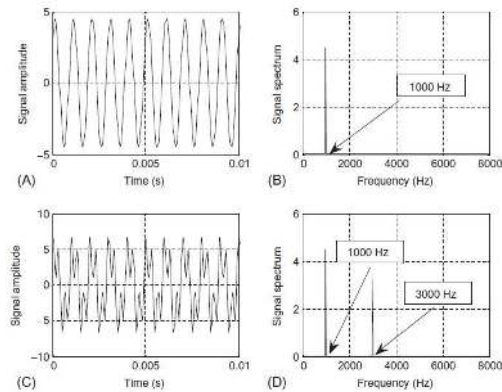 5
0
−5
0
0.005
0.01
Signal amplitude
Time (s)
(A)
6
4
2
0
0
2000
4000
6000
8000
Signal spectrum
1000 Hz
Frequency (Hz)
(B)
10
5
0
−5
−10
0
0.005
0.01
Signal amplitude
Time (s)
(C)
6
4
2
0
0
2000
4000
6000
8000
Signal spectrum
1000 Hz
3000 Hz
Frequency (Hz)
(D)